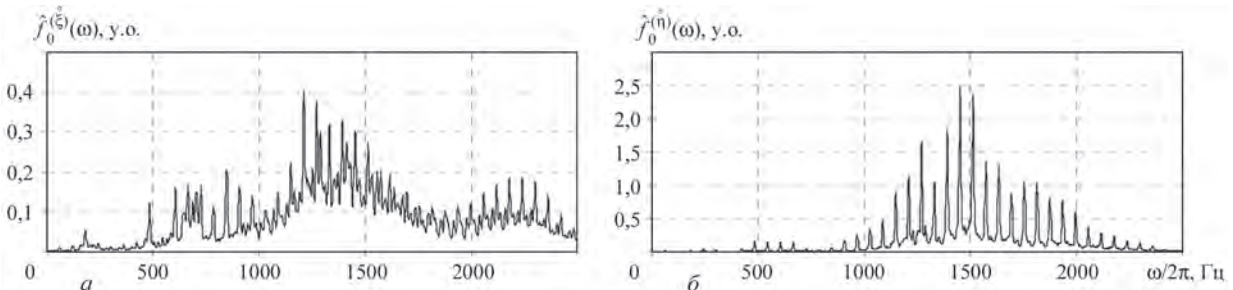 f̂₀^(ξ̊)(ω), у.о.
0,4
0,3
0,2
0,1
0 500 1000 1500 2000
а
f̂₀^(η̊)(ω), у.о.
2,5
2,0
1,5
1,0
0,5
0 500 1000 1500 2000 ω/2π, Гц
б